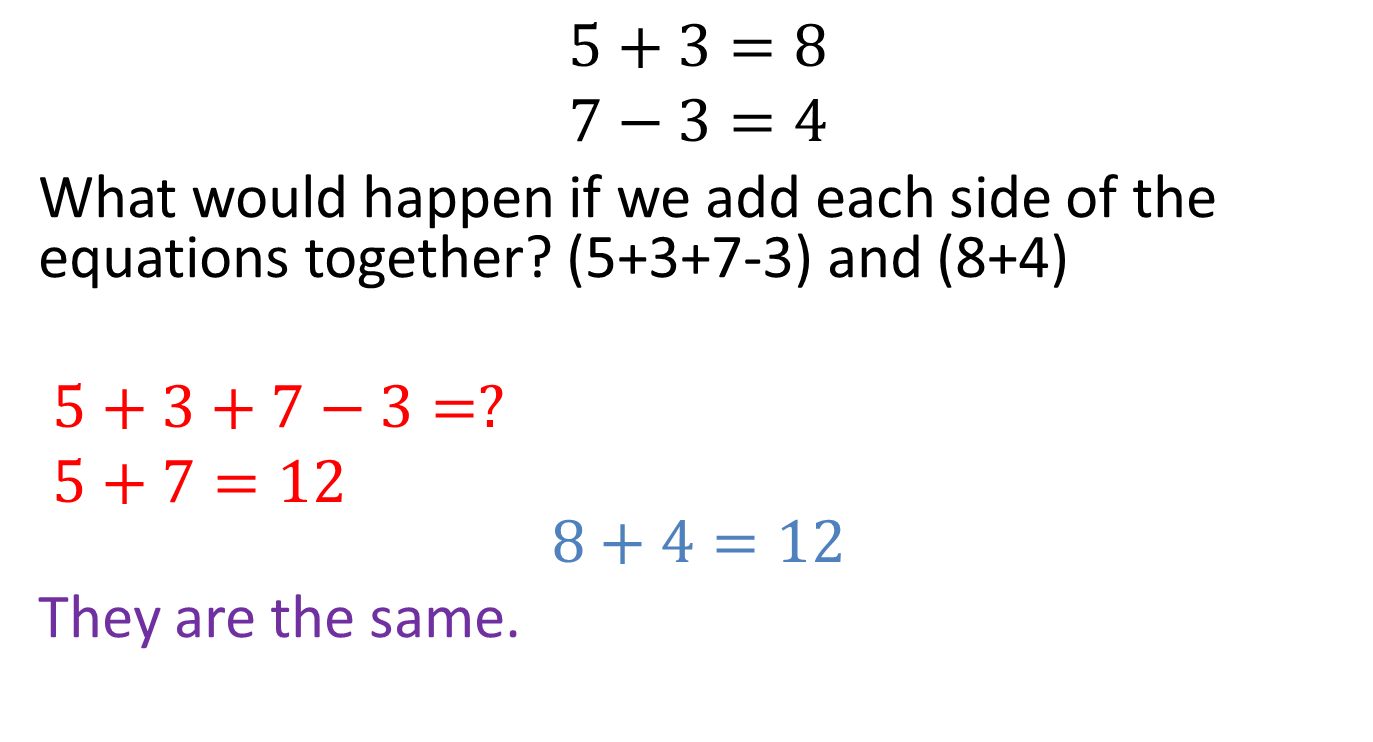 5 + 3 = 8
7 − 3 = 4
What would happen if we add each side of the
equations together? (5+3+7-3) and (8+4)
5 + 3 + 7 − 3 =?
5 + 7 = 12
8 + 4 = 12
They are the same.